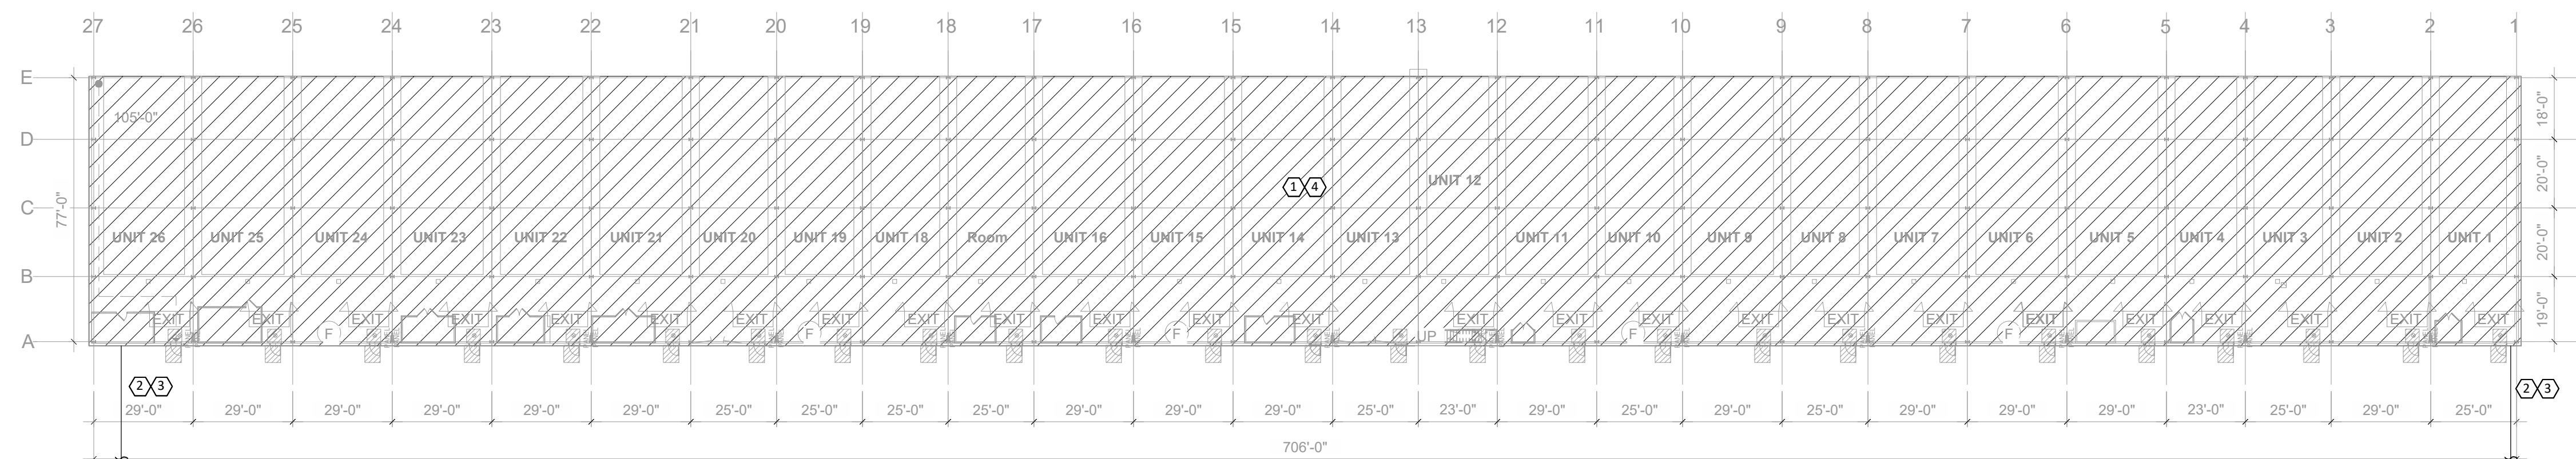 27 26 25 24 23 22 21 20 19 18 17 16 15 14 13 12 11 10 9 8 7 6 5 4 3 2 1
E
105'-0" 18'-0"
D
1 4 UNIT 12 20'-0"
C
77'-0"
UNIT 26 UNIT 25 UNIT 24 UNIT 23 UNIT 22 UNIT 21 UNIT 20 UNIT 19 UNIT 18 Room UNIT 16 UNIT 15 UNIT 14 UNIT 13 UNIT 11 UNIT 10 UNIT 9 UNIT 8 UNIT 7 UNIT 6 UNIT 5 UNIT 4 UNIT 3 UNIT 2 UNIT 1 20'-0"
B
EXIT EXIT EXIT EXIT EXIT EXIT EXIT EXIT EXIT EXIT EXIT EXIT EXIT EXIT EXIT EXIT EXIT EXIT EXIT EXIT EXIT EXIT EXIT EXIT EXIT EXIT 19'-0"
F F F UP F F
A
2 3 2 3
29'-0" 29'-0" 29'-0" 29'-0" 29'-0" 29'-0" 25'-0" 25'-0" 25'-0" 25'-0" 29'-0" 29'-0" 29'-0" 25'-0" 23'-0" 29'-0" 25'-0" 29'-0" 25'-0" 29'-0" 29'-0" 29'-0" 23'-0" 25'-0" 29'-0" 25'-0"
706'-0"